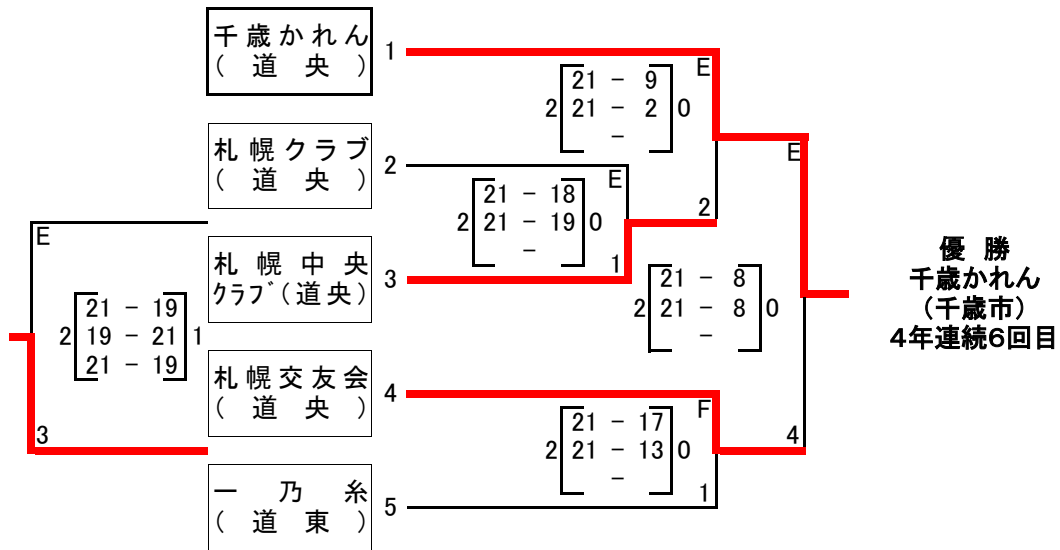 千歳かれん
(道央)
1
E
21 - 9
2 21 - 2 0
-
札幌クラブ
(道央)
2
E
E
21 - 18
2 21 - 19 0
-
2
1
E
札幌中央
クラブ(道央)
3
21 - 8
2 21 - 8 0
-
優勝
千歳かれん
(千歳市)
4年連続6回目
21 - 19
2 19 - 21 1
21 - 19
札幌交友会
(道央)
4
F
21 - 17
2 21 - 13 0
-
4
3
1
一乃糸
(道東)
5